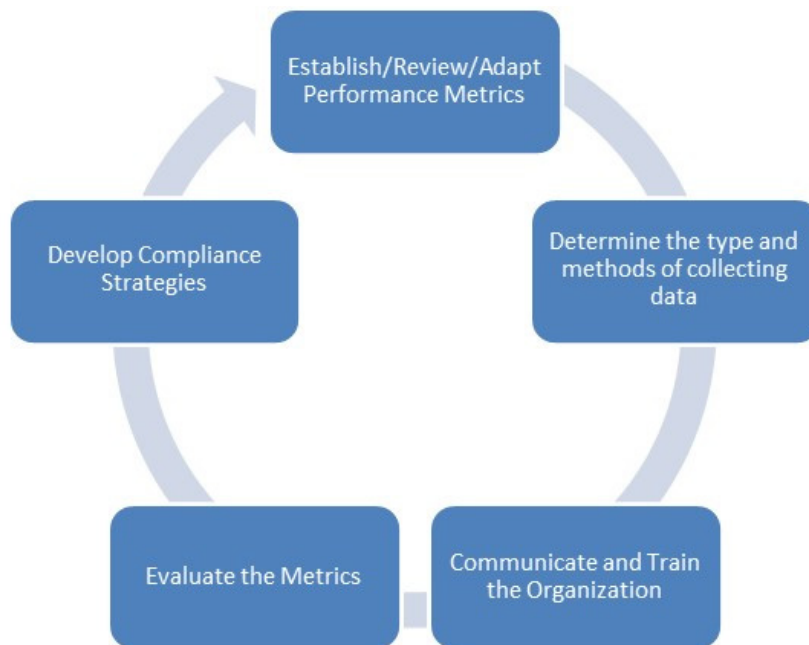 Establish/Review/Adapt
Performance Metrics
Determine the type and
methods of collecting
data
Communicate and Train
the Organization
Evaluate the Metrics
Develop Compliance
Strategies